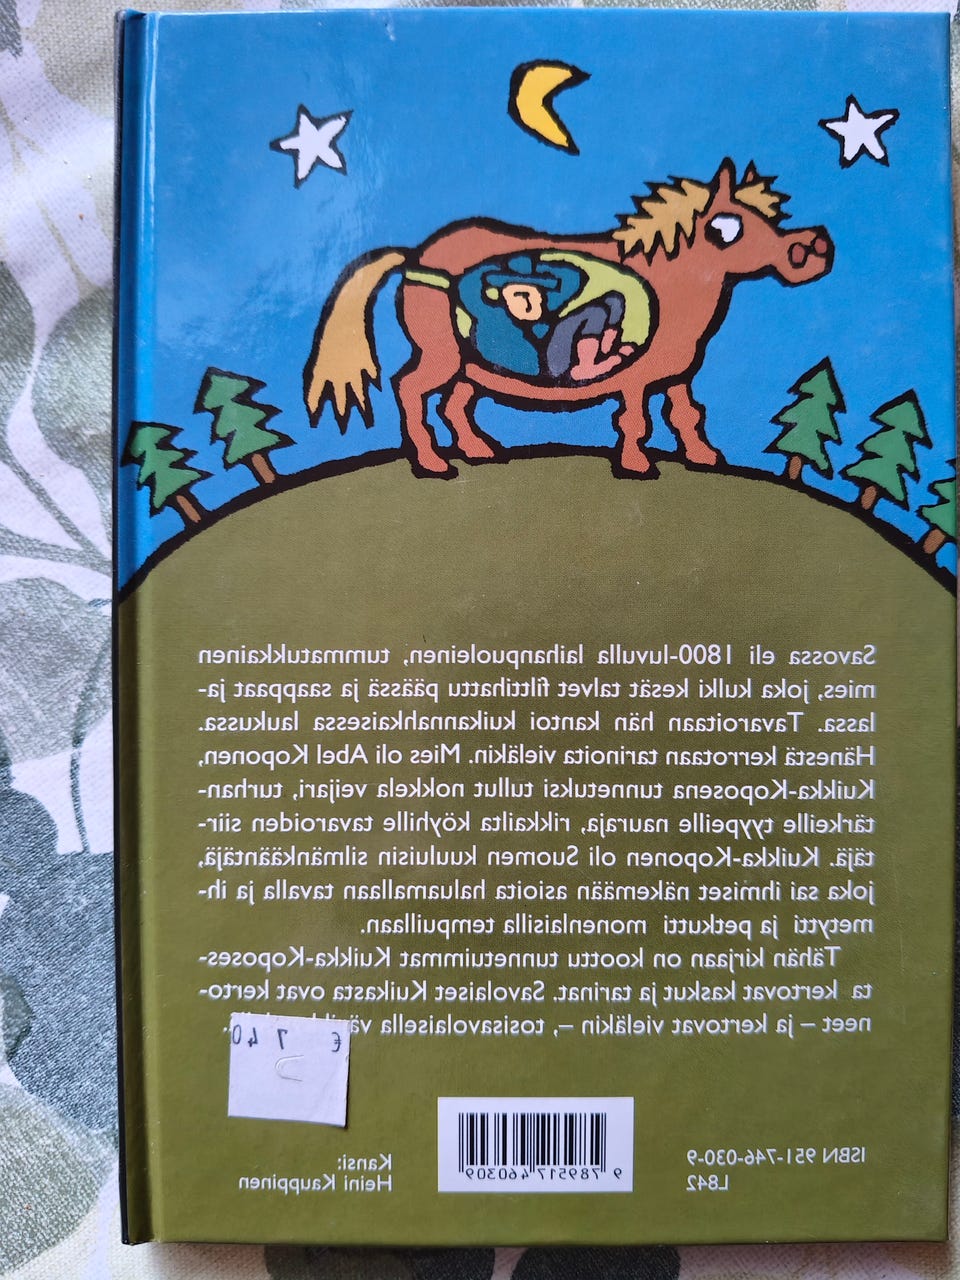 Savossa eli 1800-luvulla laihanpuoleinen, tummatukkainen
mies, joka kulki kesät talvet filttihattu päässä ja saappaat ja-
lassa. Tavaroitaan hän kantoi kuikannahkaisessa laukussa.
Hänestä kerrotaan tarinoita vieläkin. Mies oli Abel Koponen,
Kuikka-Koposena tunnetuksi tullut nokkela veijari, turhan-
tärkeille tyypeille nauraja, rikkailta köyhille tavaroiden siir-
täjä. Kuikka-Koponen oli Suomen kuuluisin silmänkääntäjä,
joka sai ihmiset näkemään asioita haluamallaan tavalla ja ih-
metytti ja petkutti monenlaisilla tempuillaan.
Tähän kirjaan on koottu tunnetuimmat Kuikka-Koposes-
ta kertovat kaskut ja tarinat. Savolaiset Kuikasta ovat kerto-
neet – ja kertovat vieläkin –, tosisavolaisella
€ 7 40
ISBN 951-746-030-9
L842
9 789517 460309
Kansi:
Heini Kauppinen